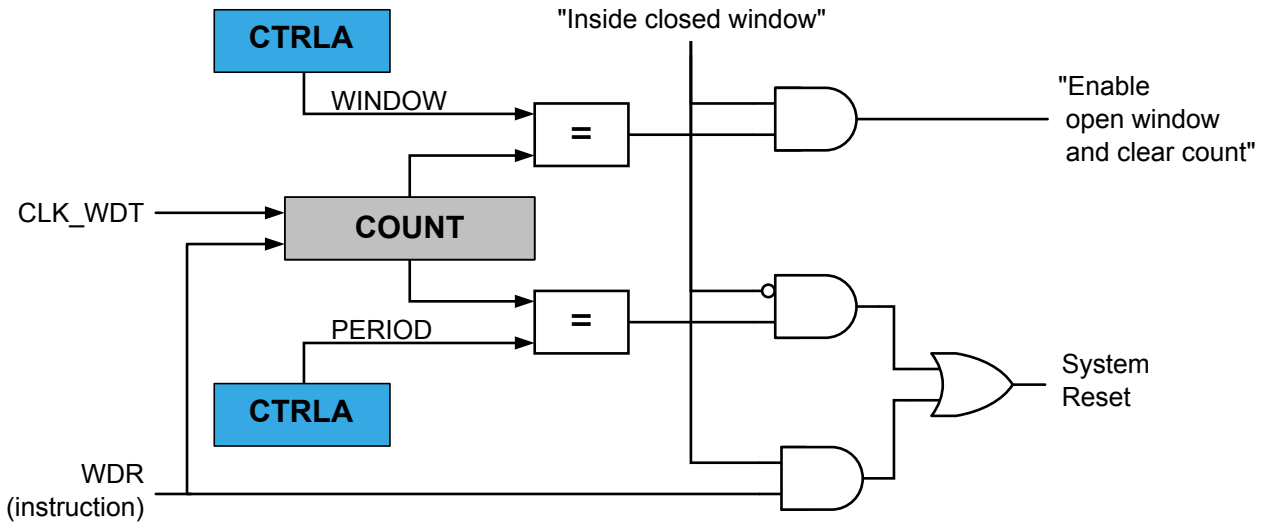 "Inside closed window"
CTRLA
WINDOW
=
"Enable
open window
and clear count"
CLK_WDT
COUNT
=
PERIOD
CTRLA
System
Reset
WDR
(instruction)